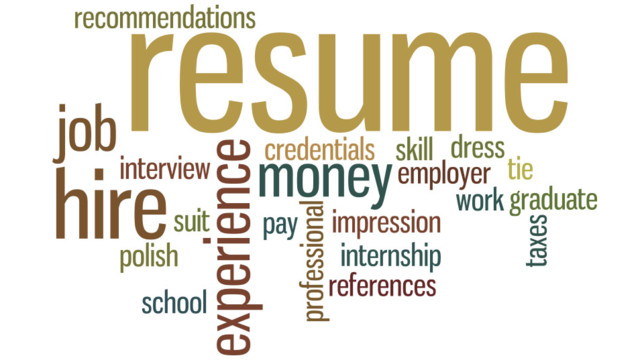 recommendations
resume
job
interview
hire
experience
credentials
skill
dress
money
employer
tie
suit
pay
professional
impression
work
graduate
polish
internship
taxes
school
references